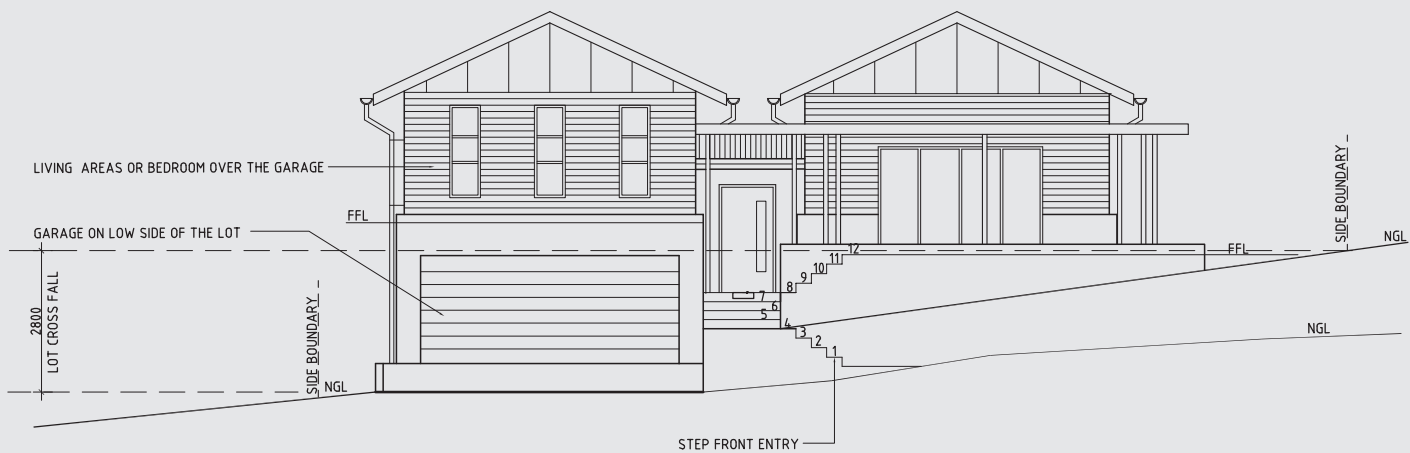 LIVING AREAS OR BEDROOM OVER THE GARAGE
FFL
GARAGE ON LOW SIDE OF THE LOT
2800
LOT CROSS FALL
SIDE BOUNDARY
NGL
SIDE BOUNDARY
NGL
FFL
12
11
10
9
8
7
6
5
4
3
2
1
NGL
STEP FRONT ENTRY